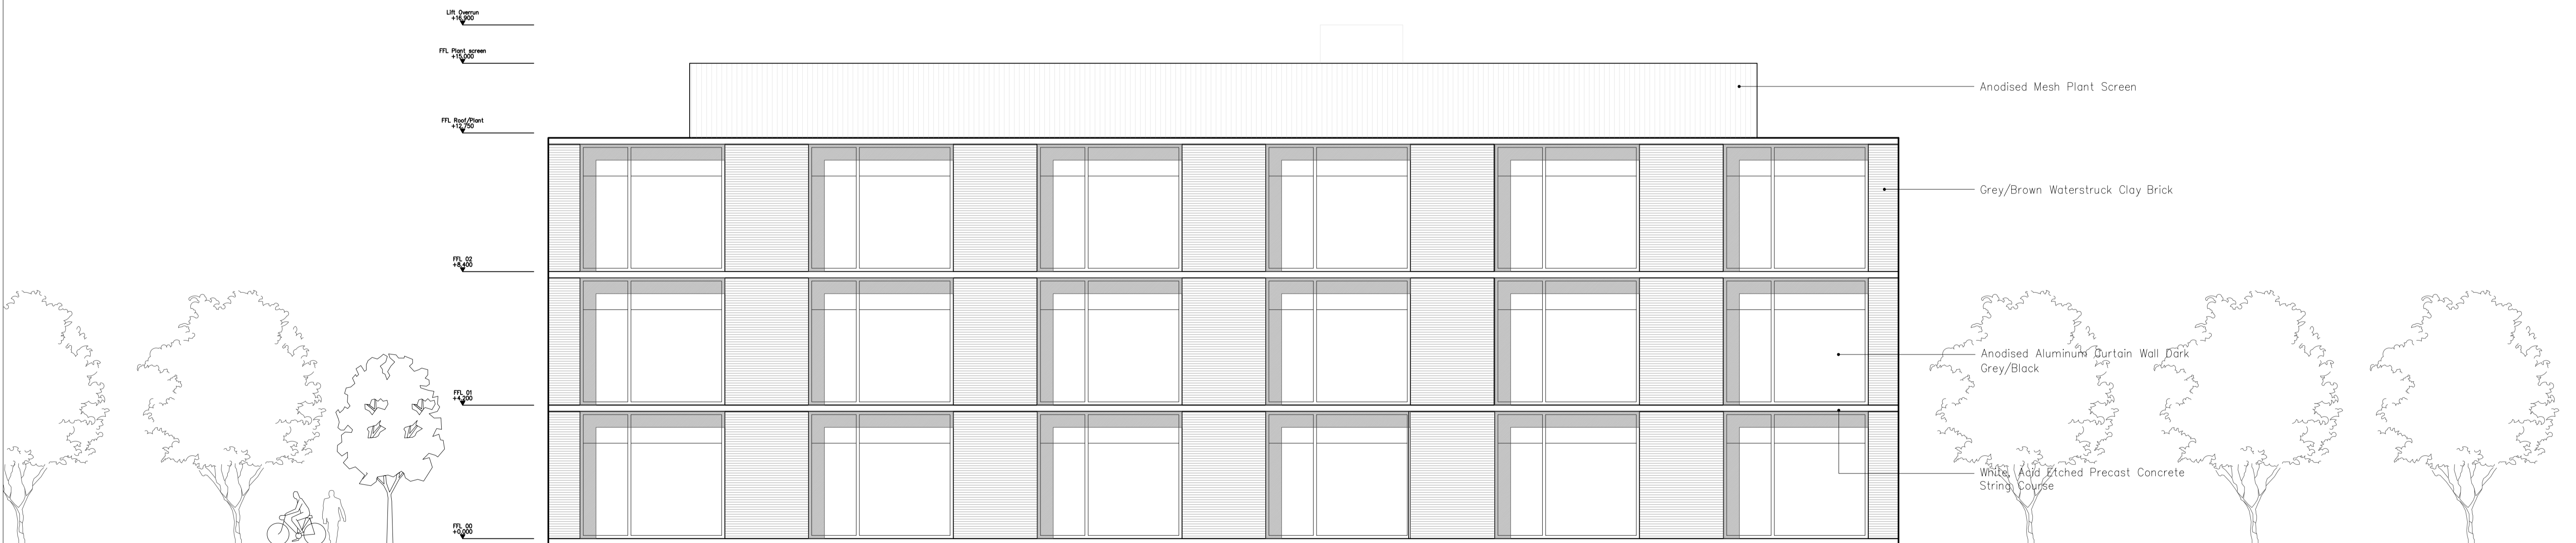 Lift Overrun
+16,900
FFL Plant screen
+15,000
FFL Roof/Plant
+12,750
FFL 02
+8,400
FFL 01
+4,200
FFL 00
+0,000
Anodised Mesh Plant Screen
Grey/Brown Waterstruck Clay Brick
Anodised Aluminum Curtain Wall Dark
Grey/Black
White, Acid Etched Precast Concrete
String Course